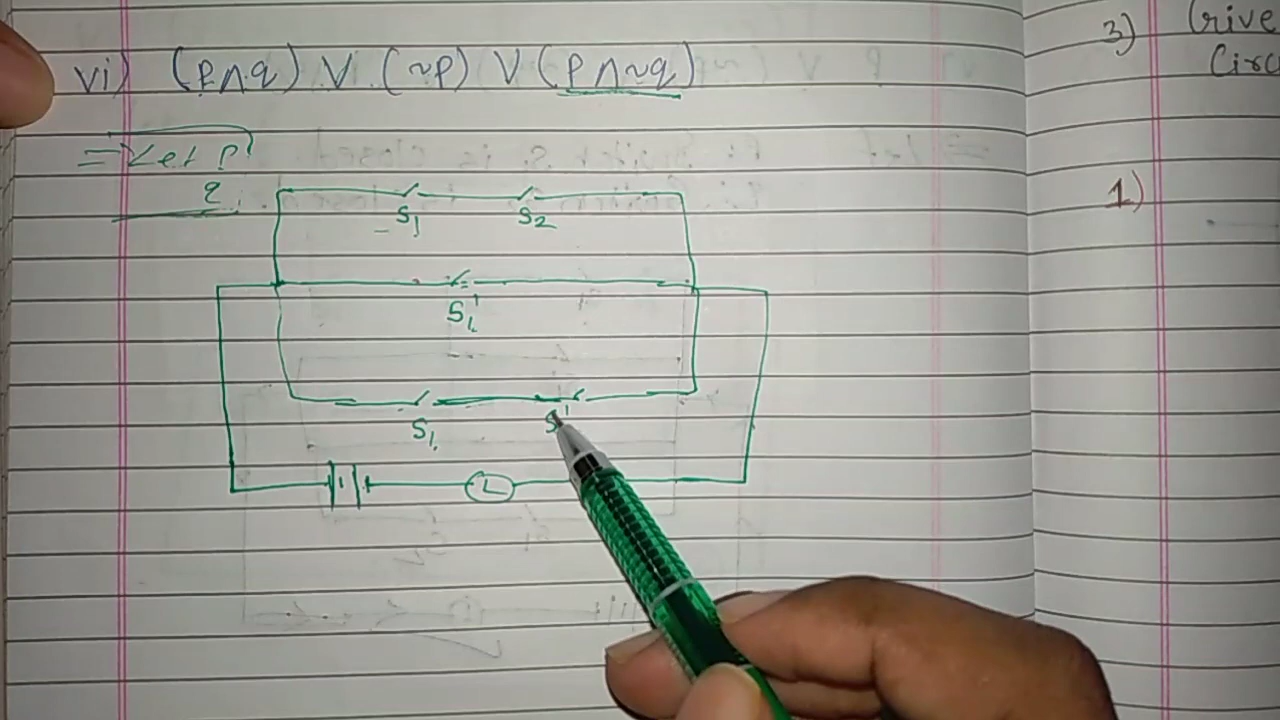 vi) (p∧q) ∨ (~p) ∨ (p∧~q)
= Let P:
q :
S1 S2
S1'
S1 S'
L
3) Give
Circ
1)